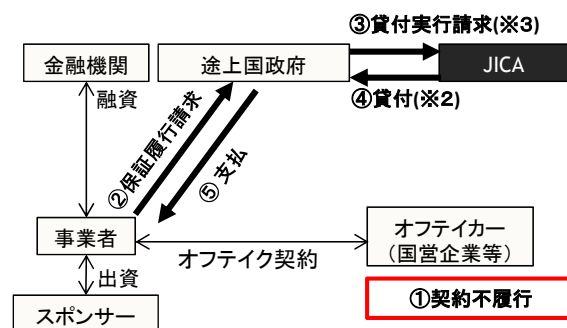 ③貸付実行請求(※3)
金融機関
途上国政府
JICA
④貸付(※2)
融資
②保証履行請求
⑤支払
事業者
オフテイク契約
オフテイカー
（国営企業等）
出資
①契約不履行
スポンサー